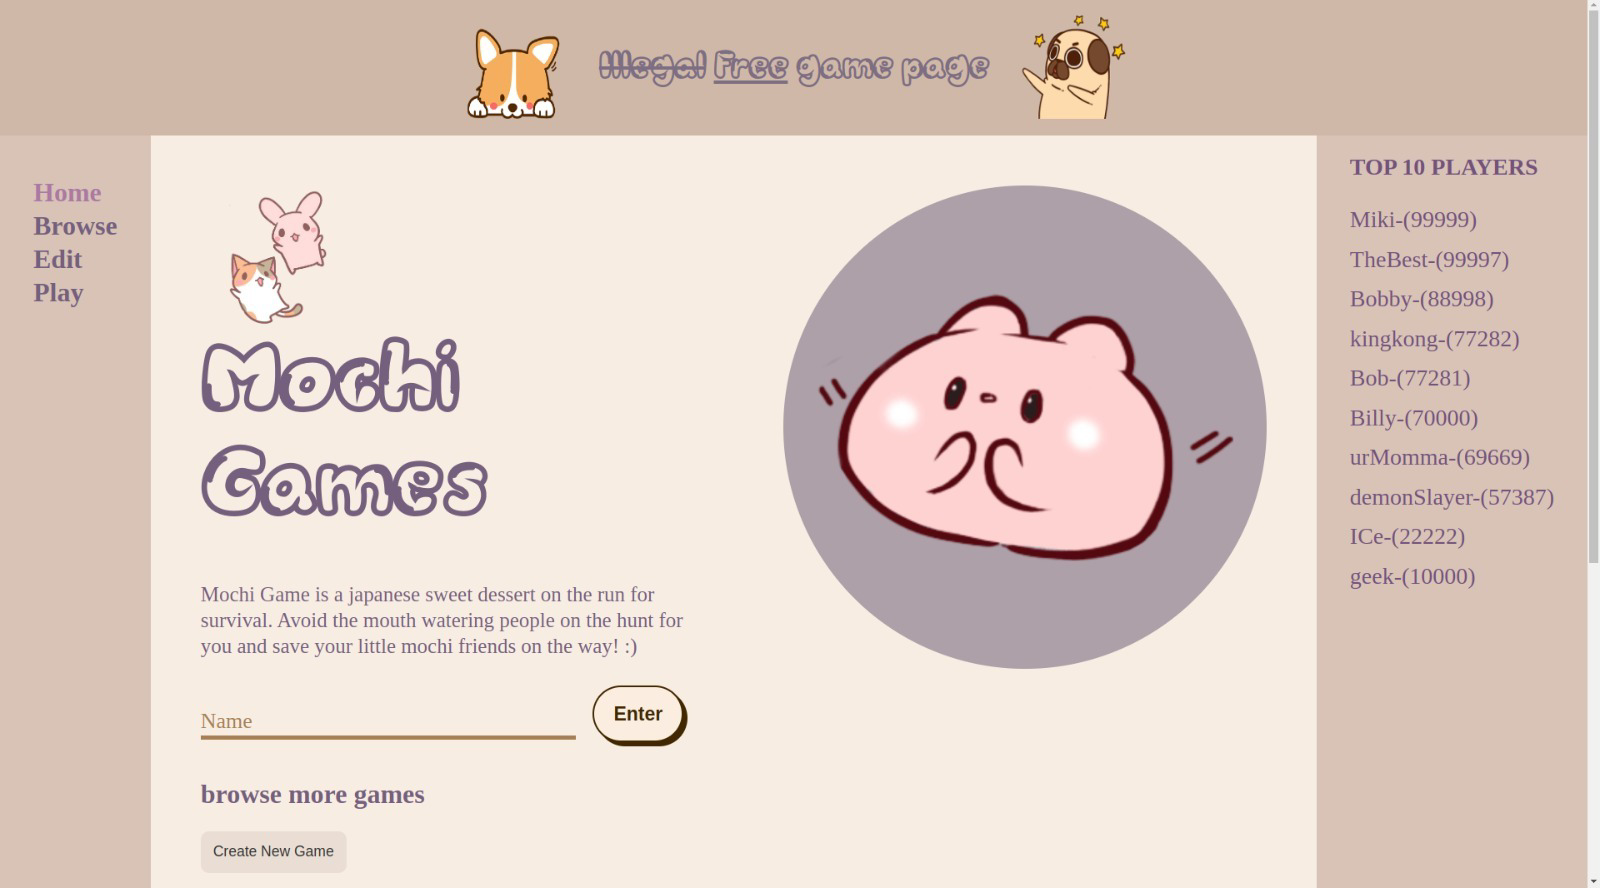 Illegal Free game page
Home
Browse
Edit
Play
Mochi
Games
Mochi Game is a japanese sweet dessert on the run for
survival. Avoid the mouth watering people on the hunt for
you and save your little mochi friends on the way! :)
Name
Enter
browse more games
Create New Game
TOP 10 PLAYERS
Miki-(99999)
TheBest-(99997)
Bobby-(88998)
kingkong-(77282)
Bob-(77281)
Billy-(70000)
urMomma-(69669)
demonSlayer-(57387)
ICe-(22222)
geek-(10000)